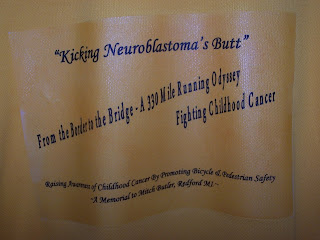 "Kicking Neuroblastoma's Butt"
From the Border to the Bridge - A 330 Mile Running Odyssey
Fighting Childhood Cancer
Raising Awareness of Childhood Cancer By Promoting Bicycle & Pedestrian Safety
~A Memorial to Mitch Butler, Redford MI~